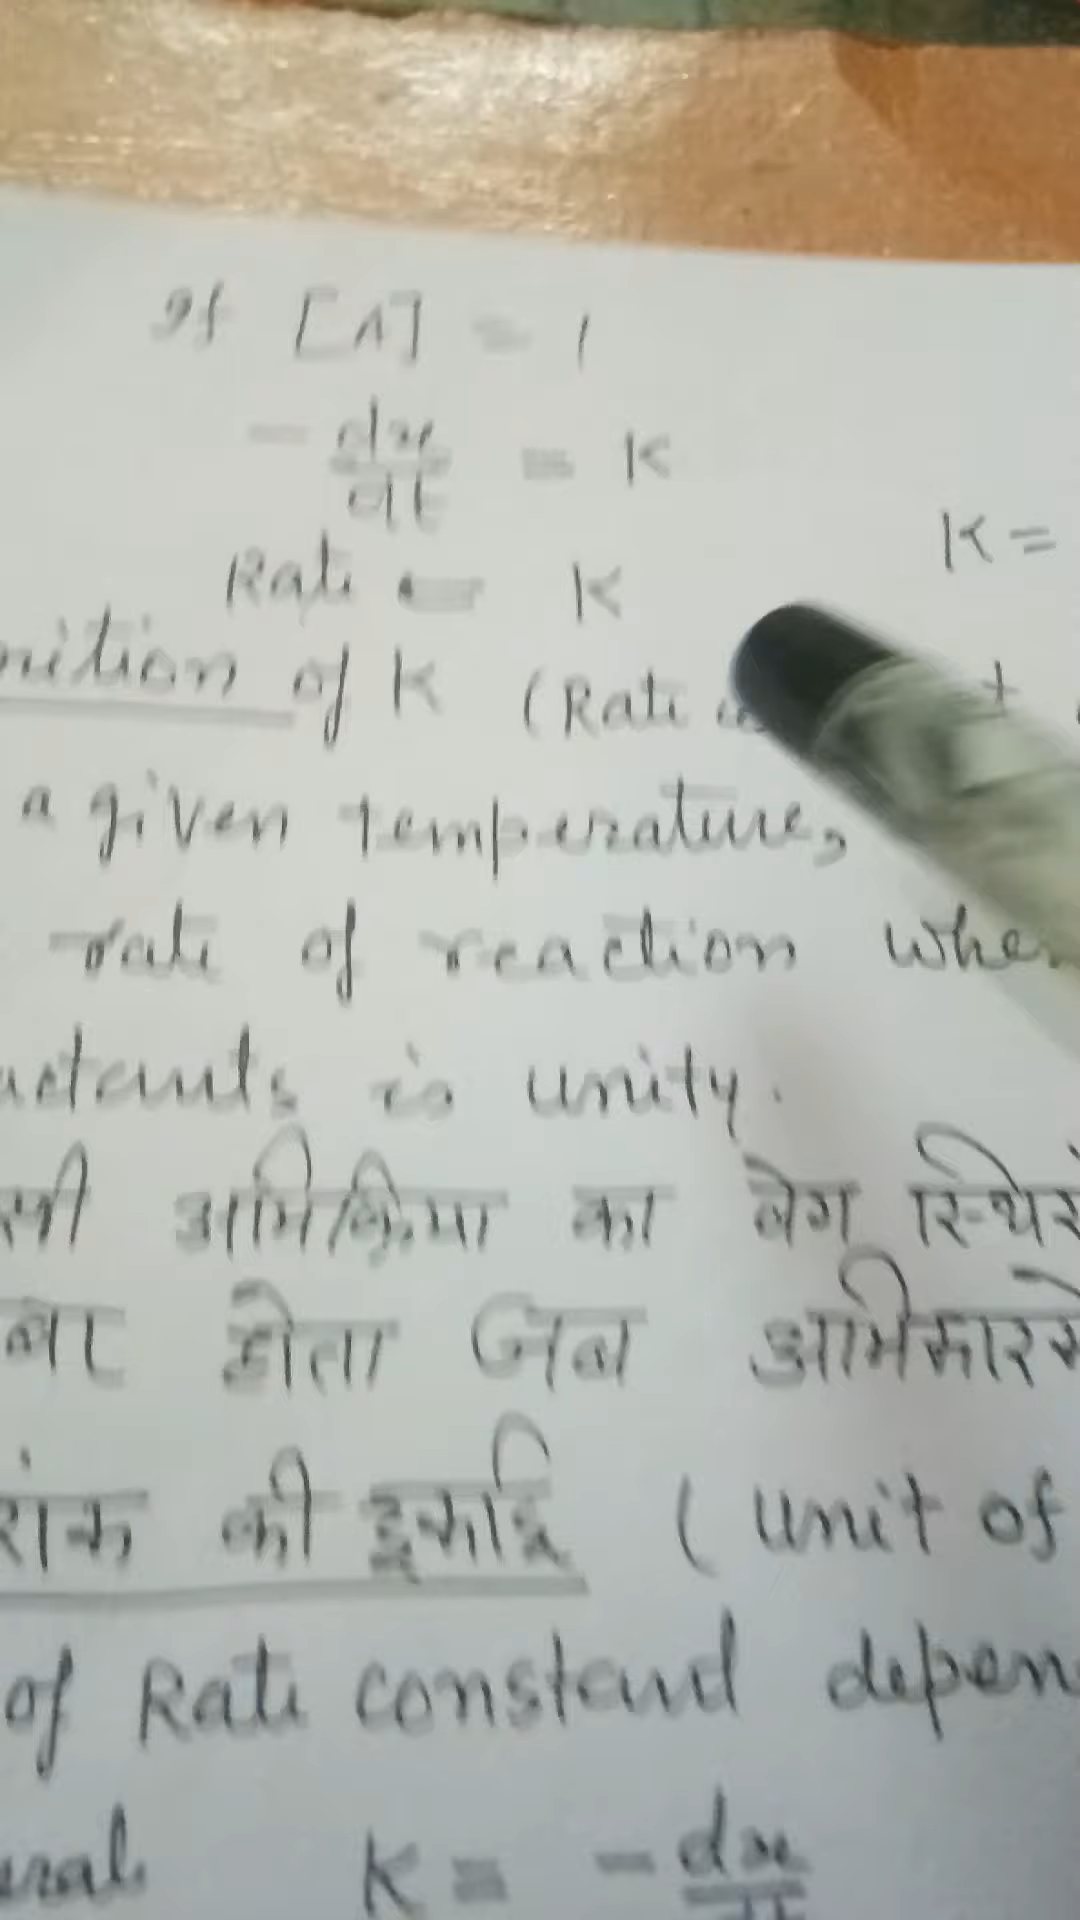 If [A] = 1
- dx/dt = K
Rate = K
K =
nition of K (Rate
a given temperature,
rate of reaction whe
actants is unity.
सी अभिक्रिया का वेग स्थिर
होता जब अभिकारको
की इकाई ( unit of
of Rate constant depen
K = - dx